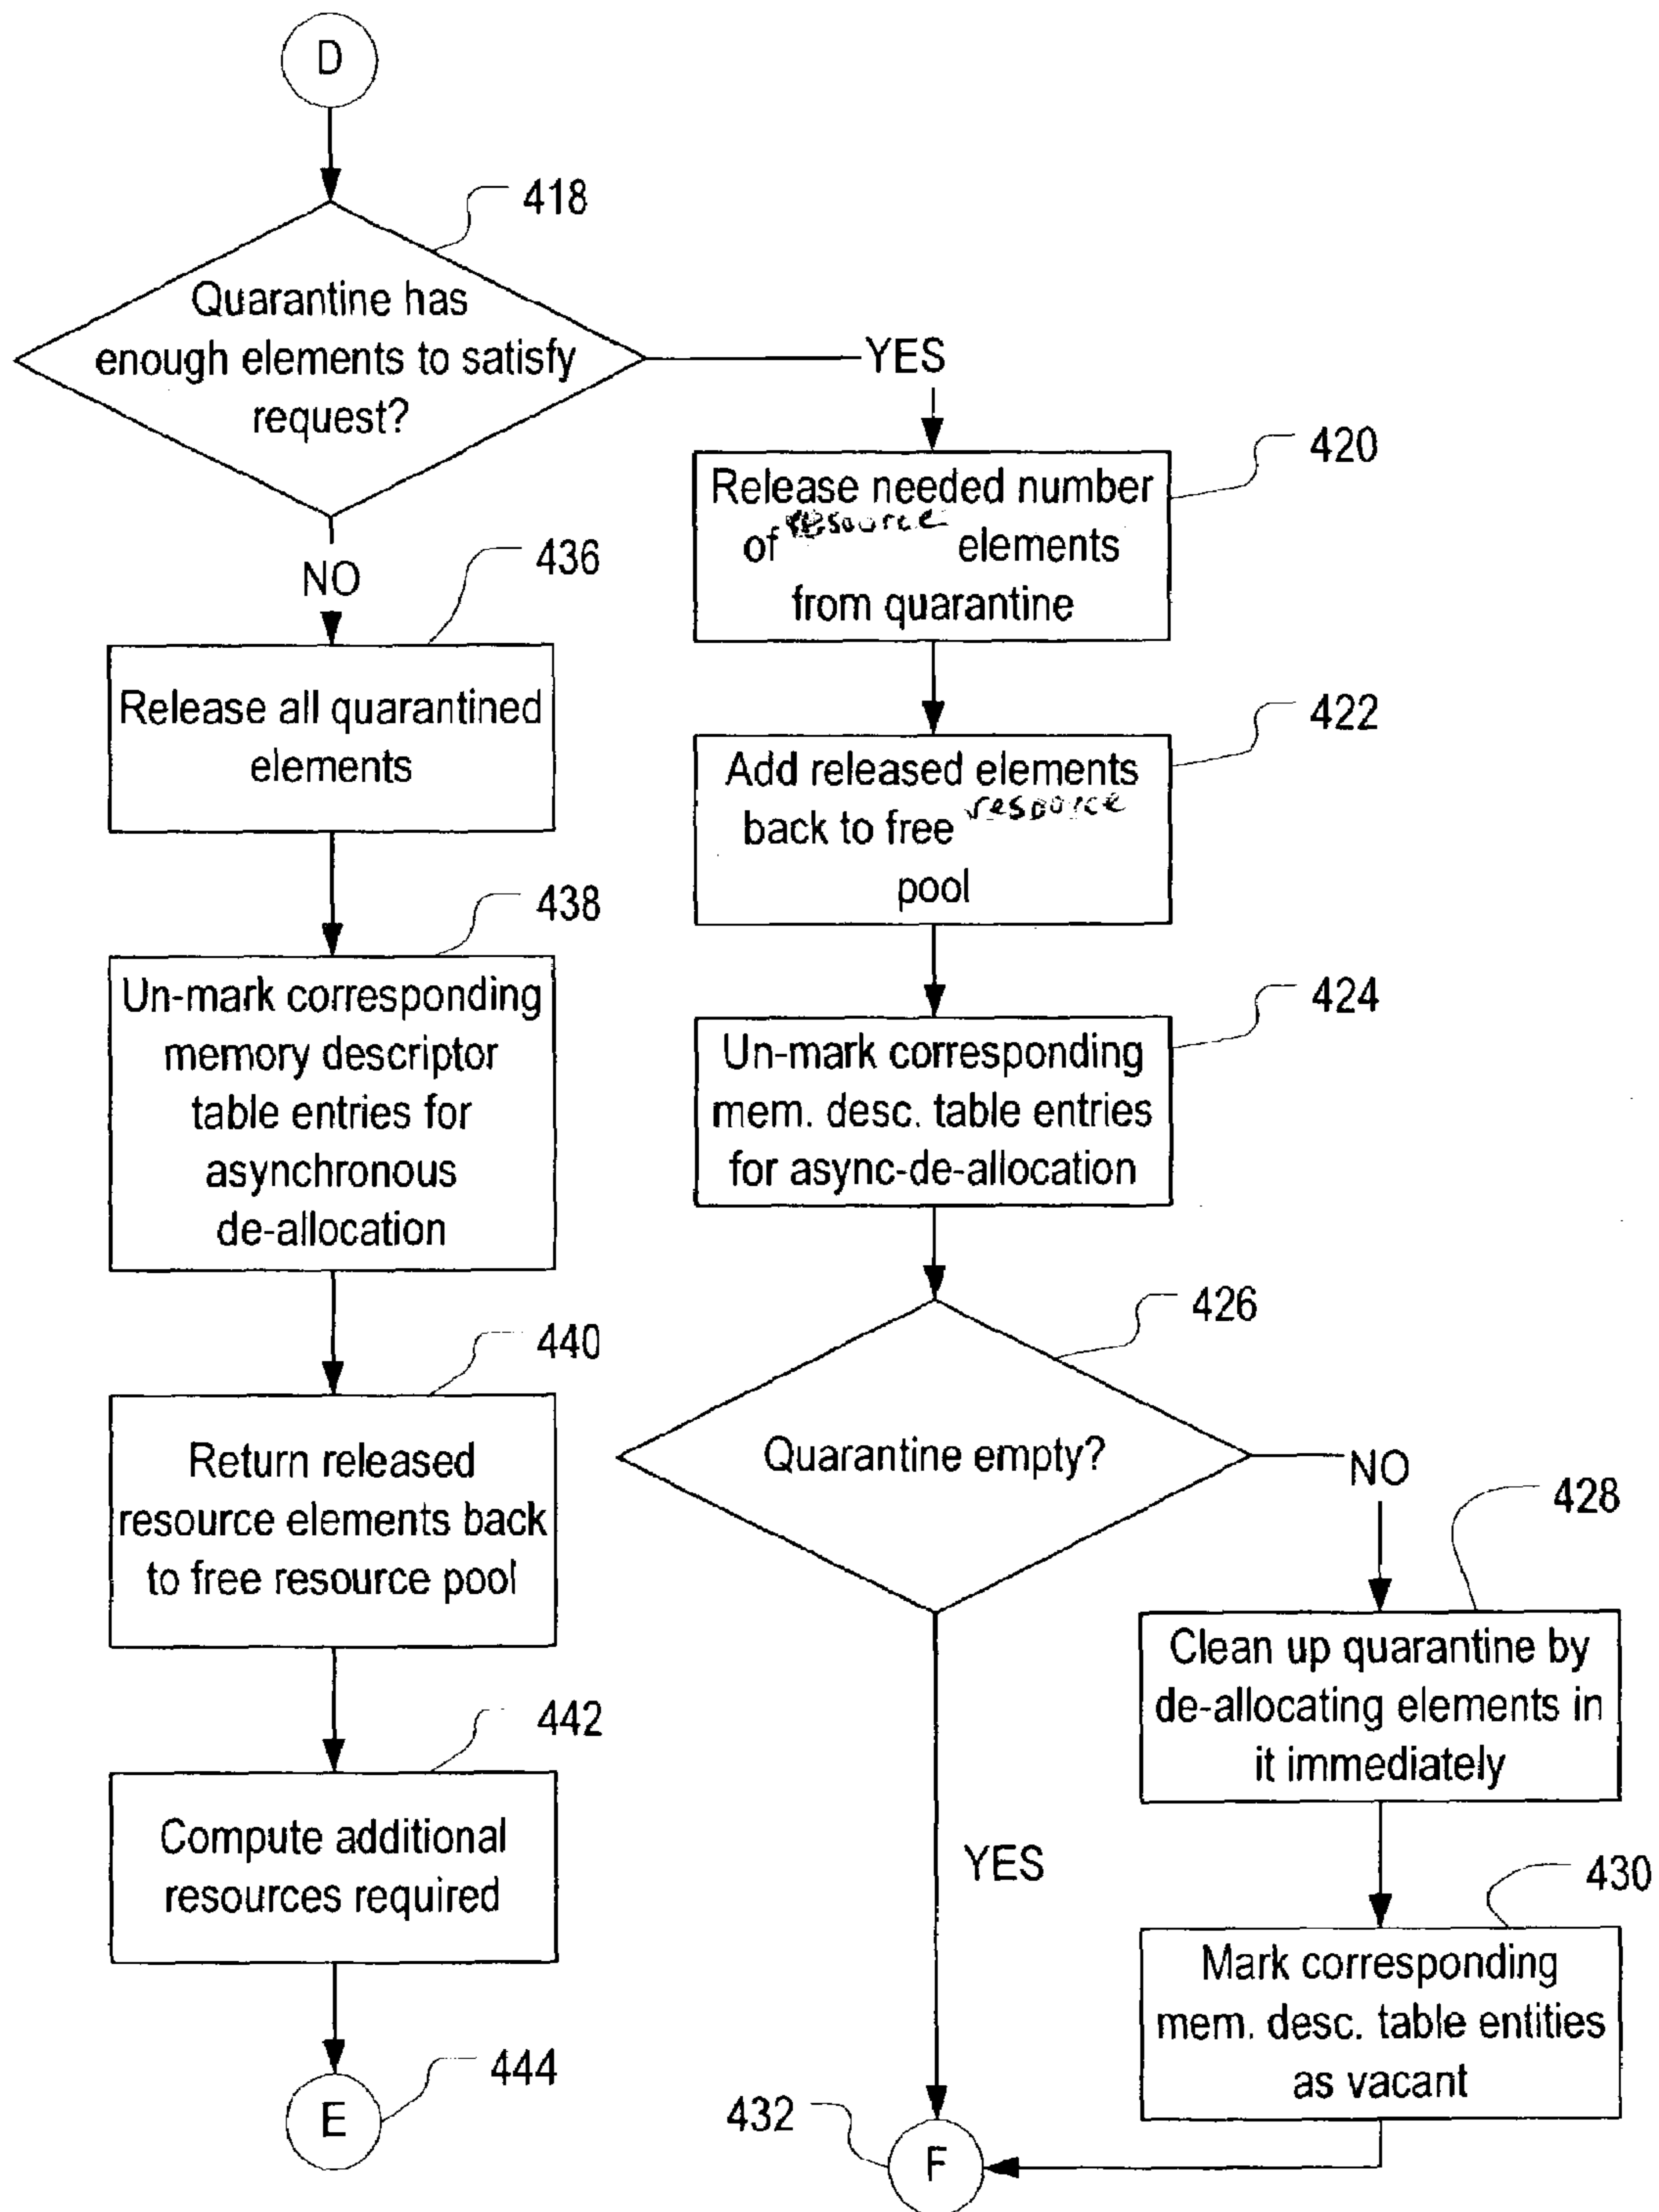 D
418
Quarantine has
enough elements to satisfy
request?
YES
420
Release needed number
of resource elements
from quarantine
NO
436
Release all quarantined
elements
422
Add released elements
back to free resource
pool
438
Un-mark corresponding
memory descriptor
table entries for
asynchronous
de-allocation
424
Un-mark corresponding
mem. desc. table entries
for async-de-allocation
426
Quarantine empty?
NO
440
Return released
resource elements back
to free resource pool
428
Clean up quarantine by
de-allocating elements in
it immediately
442
Compute additional
resources required
YES
430
Mark corresponding
mem. desc. table entities
as vacant
444
E
432
F